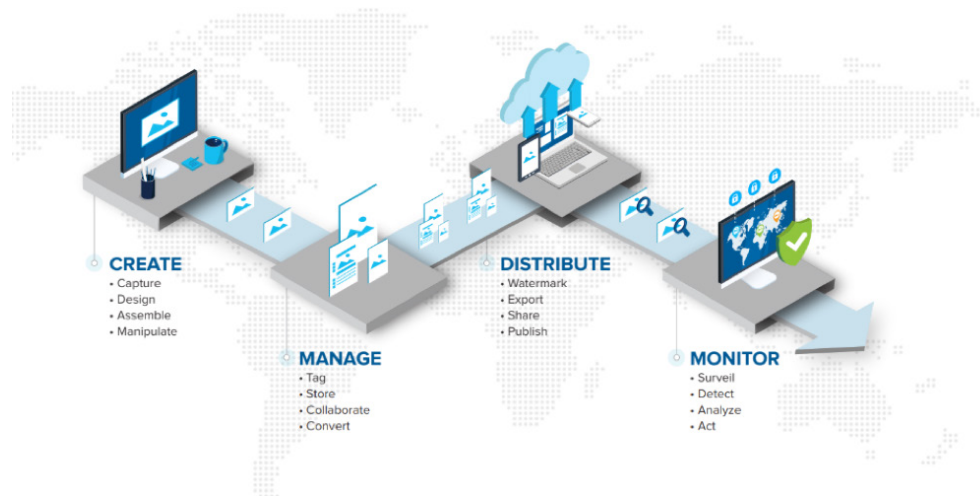 CREATE
• Capture
• Design
• Assemble
• Manipulate
MANAGE
• Tag
• Store
• Collaborate
• Convert
DISTRIBUTE
• Watermark
• Export
• Share
• Publish
MONITOR
• Surveil
• Detect
• Analyze
• Act